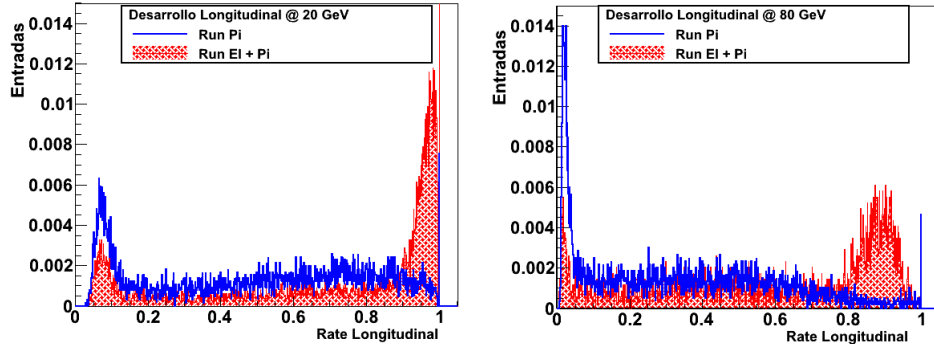 Desarrollo Longitudinal @ 20 GeV
Run Pi
Run El + Pi
Entradas
0.014
0.012
0.01
0.008
0.006
0.004
0.002
0
0 0.2 0.4 0.6 0.8 1
Rate Longitudinal
Desarrollo Longitudinal @ 80 GeV
Run Pi
Run El + Pi
Entradas
0.014
0.012
0.01
0.008
0.006
0.004
0.002
0
0 0.2 0.4 0.6 0.8 1
Rate Longitudinal